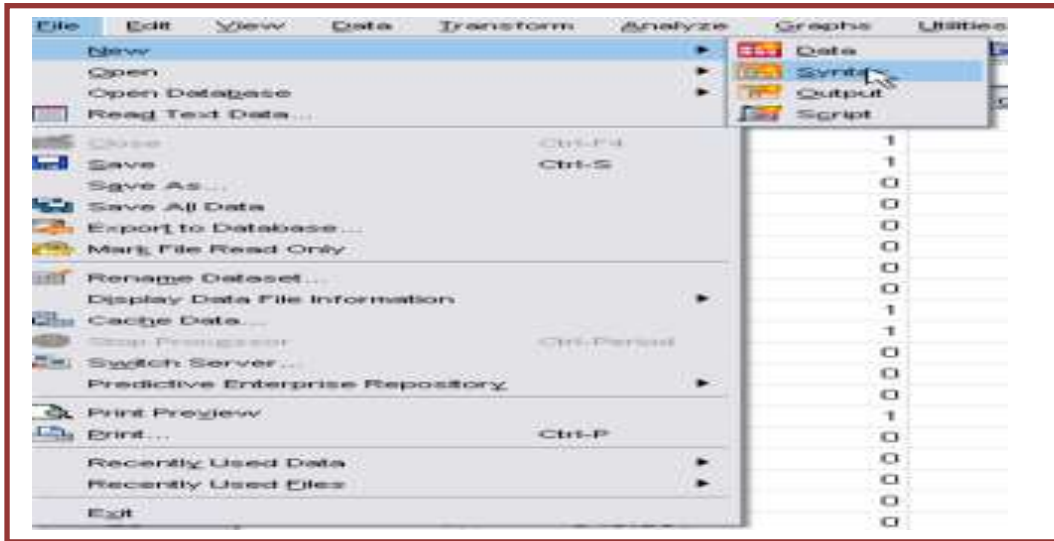 File Edit View Data Transform Analyze Graphs Utilities
New
Open
Open Database
Read Text Data...
Close Ctrl-F4
Save Ctrl-S
Save As...
Save All Data
Export to Database...
Mark File Read Only
Rename Dataset...
Display Data File Information
Cache Data...
Stop Processor Ctrl-Period
Switch Server...
Predictive Enterprise Repository
Print Preview
Print... Ctrl-P
Recently Used Data
Recently Used Files
Exit
Data
Syntax
Output
Script
1
1
0
0
0
0
0
0
1
1
0
0
0
1
0
0
0
0
0